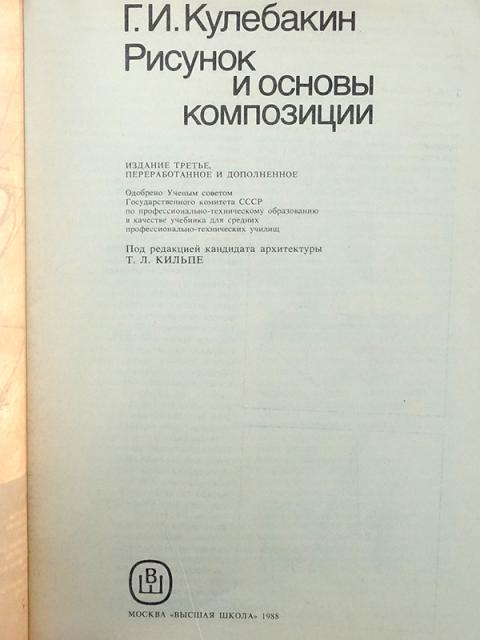 Г. И. Кулебакин
Рисунок
и основы
композиции
ИЗДАНИЕ ТРЕТЬЕ,
ПЕРЕРАБОТАННОЕ И ДОПОЛНЕННОЕ
Одобрено Ученым советом
Государственного комитета СССР
по профессионально-техническому образованию
в качестве учебника для средних
профессионально-технических училищ
Под редакцией кандидата архитектуры
Т. Л. КИЛЬПЕ
ВШ
МОСКВА «ВЫСШАЯ ШКОЛА» 1988